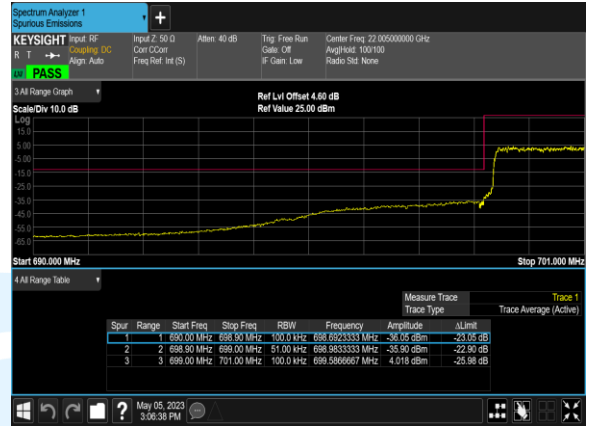 Spectrum Analyzer 1
Spurious Emissions
+
KEYSIGHT Input: RF Input Z: 50 Ω Atten: 40 dB Trig: Free Run Center Freq: 22.005000000 GHz
R T Coupling: DC Corr CCorr Gate: Off Avg|Hold: 100/100
Align: Auto Freq Ref: Int (S) IF Gain: Low Radio Std: None
LW PASS
3 All Range Graph
Ref Lvl Offset 4.60 dB
Scale/Div 10.0 dB Ref Value 25.00 dBm
Log
15.0
5.00
-5.00
-15.0
-25.0
-35.0
-45.0
-55.0
-65.0
Start 690.000 MHz Stop 701.000 MHz
4 All Range Table
Measure Trace Trace 1
Trace Type Trace Average (Active)
Spur Range Start Freq Stop Freq RBW Frequency Amplitude ΔLimit
1 1 690.00 MHz 698.90 MHz 100.0 kHz 698.6923333 MHz -36.05 dBm -23.05 dB
2 2 698.90 MHz 699.00 MHz 51.00 kHz 698.9833333 MHz -35.90 dBm -22.90 dB
3 3 699.00 MHz 701.00 MHz 100.0 kHz 699.5866667 MHz 4.018 dBm -25.98 dB
? May 05, 2023
3:06:38 PM